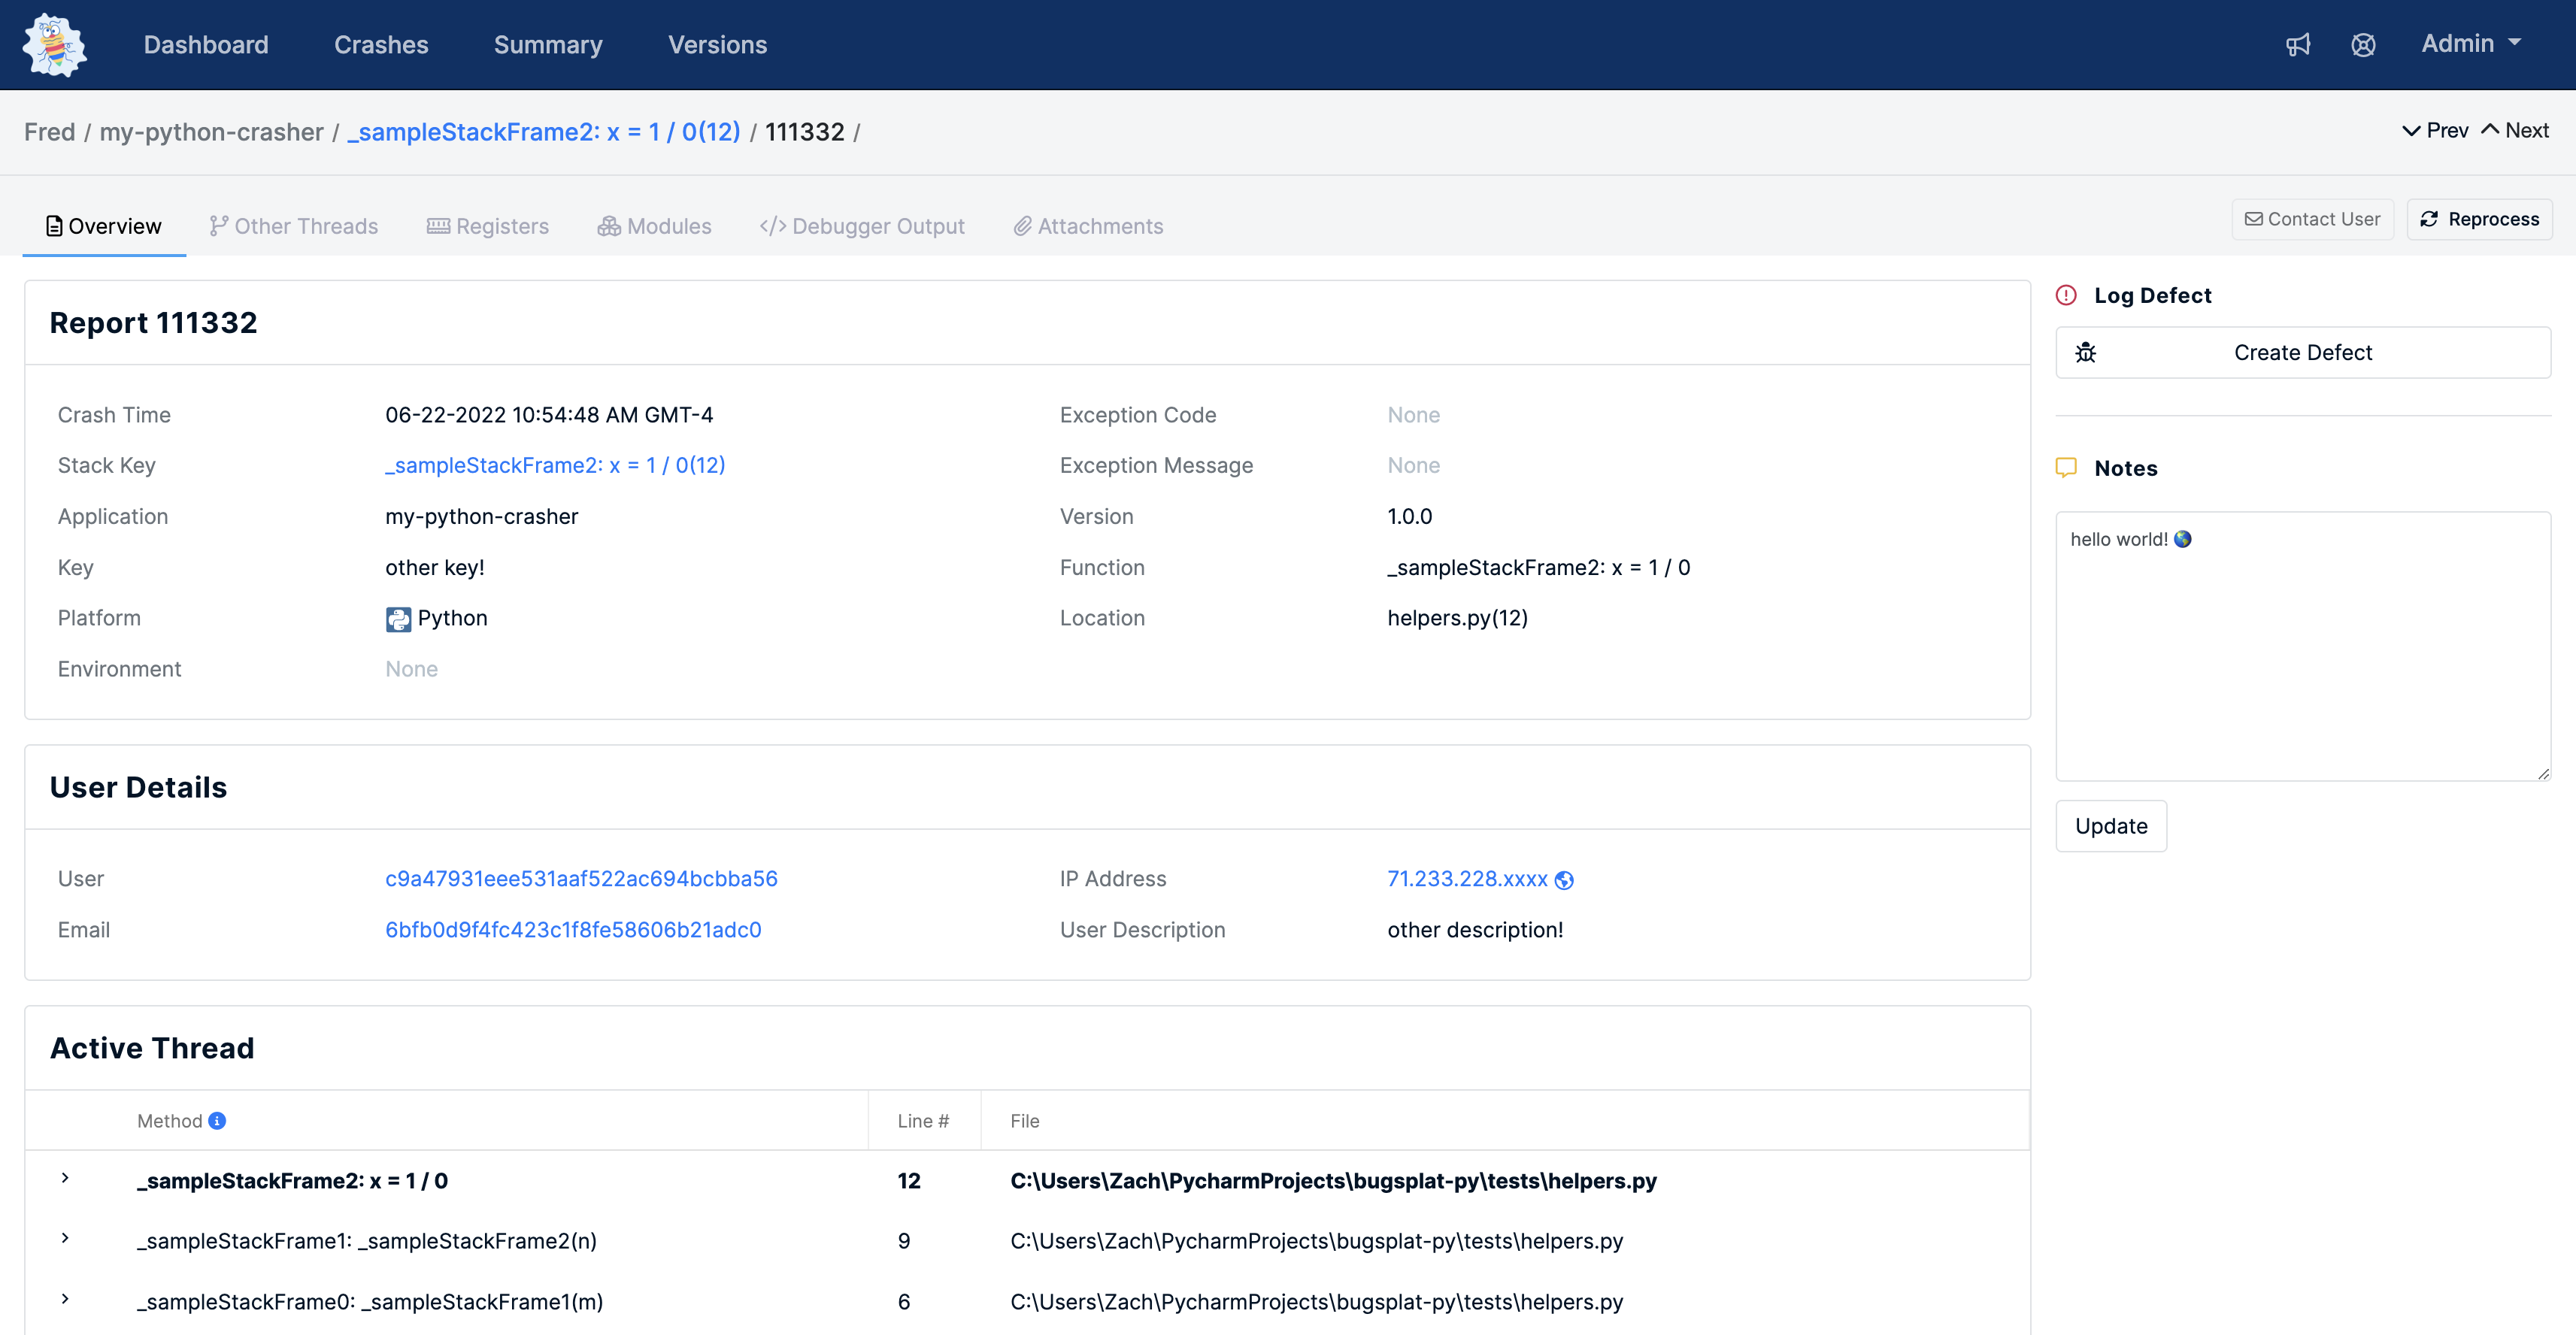 Dashboard Crashes Summary Versions Admin
Fred / my-python-crasher / _sampleStackFrame2: x = 1 / 0(12) / 111332 /
Prev Next
Overview Other Threads Registers Modules </> Debugger Output Attachments
Contact User Reprocess
Report 111332
Crash Time 06-22-2022 10:54:48 AM GMT-4 Exception Code None
Stack Key _sampleStackFrame2: x = 1 / 0(12) Exception Message None
Application my-python-crasher Version 1.0.0
Key other key! Function _sampleStackFrame2: x = 1 / 0
Platform Python Location helpers.py(12)
Environment None
User Details
User c9a47931eee531aaf522ac694bcbba56 IP Address 71.233.228.xxxx
Email 6bfb0d9f4fc423c1f8fe58606b21adc0 User Description other description!
Active Thread
Method Line # File
_sampleStackFrame2: x = 1 / 0 12 C:\Users\Zach\PycharmProjects\bugsplat-py\tests\helpers.py
_sampleStackFrame1: _sampleStackFrame2(n) 9 C:\Users\Zach\PycharmProjects\bugsplat-py\tests\helpers.py
_sampleStackFrame0: _sampleStackFrame1(m) 6 C:\Users\Zach\PycharmProjects\bugsplat-py\tests\helpers.py
Log Defect
Create Defect
Notes
hello world! 🌎
Update